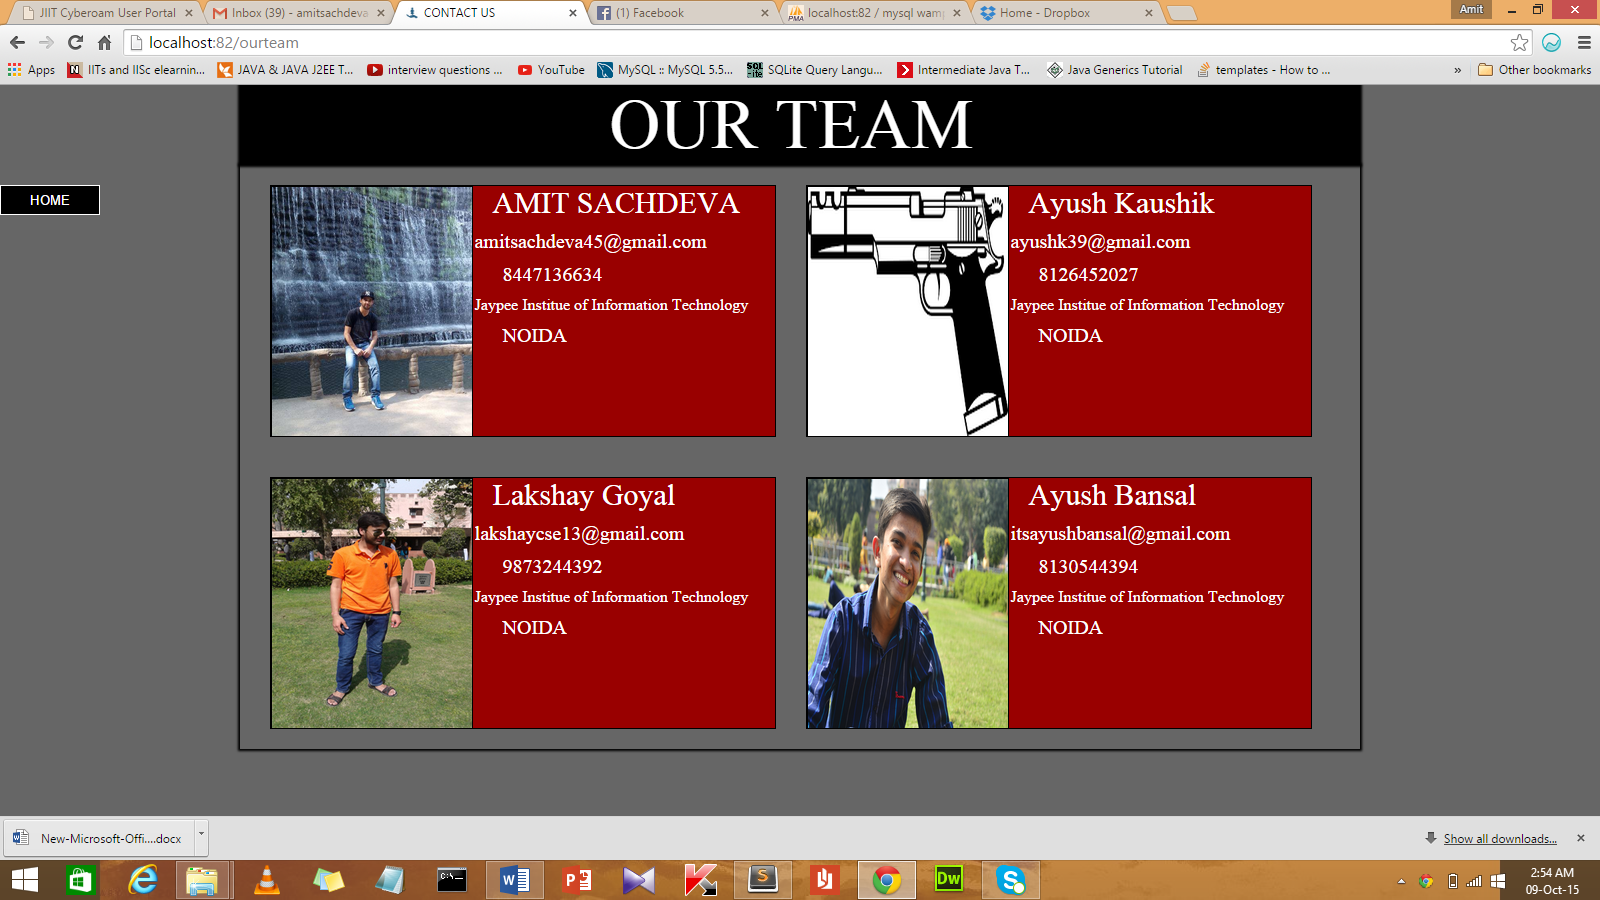 JIIT Cyberoam User Portal
Inbox (39) - amitsachdeva
CONTACT US
(1) Facebook
localhost:82 / mysql wam
Home - Dropbox
Amit
localhost:82/ourteam
Apps
IITs and IISc elearnin...
JAVA & JAVA J2EE T...
interview questions ...
YouTube
MySQL :: MySQL 5.5...
SQLite Query Langu...
Intermediate Java T...
Java Generics Tutorial
templates - How to ...
»
Other bookmarks
OUR TEAM
HOME
AMIT SACHDEVA
amitsachdeva45@gmail.com
8447136634
Jaypee Institue of Information Technology
NOIDA
Ayush Kaushik
ayushk39@gmail.com
8126452027
Jaypee Institue of Information Technology
NOIDA
Lakshay Goyal
lakshaycse13@gmail.com
9873244392
Jaypee Institue of Information Technology
NOIDA
Ayush Bansal
itsayushbansal@gmail.com
8130544394
Jaypee Institue of Information Technology
NOIDA
New-Microsoft-Offi....docx
Show all downloads...
2:54 AM
09-Oct-15